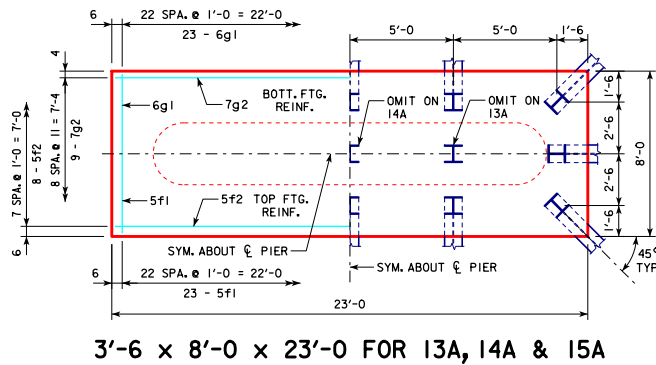 6 22 SPA. @ 1'-0 = 22'-0
23 - 6g1
5'-0 5'-0 1'-6
4
6g1
7g2
BOTT. FTG.
REINF.
OMIT ON
14A
OMIT ON
13A
1'-6
2'-6
8'-0
2'-6
1'-6
7 SPA. @ 1'-0 = 7'-0
8 - 5f2
8 SPA. @ 11 = 7'-4
9 - 7g2
5f1
5f2 TOP FTG.
REINF.
SYM. ABOUT ℄ PIER
6
6 22 SPA. @ 1'-0 = 22'-0
23 - 5f1
SYM. ABOUT ℄ PIER
45°
TYP
23'-0
3'-6 x 8'-0 x 23'-0 FOR 13A, 14A & 15A